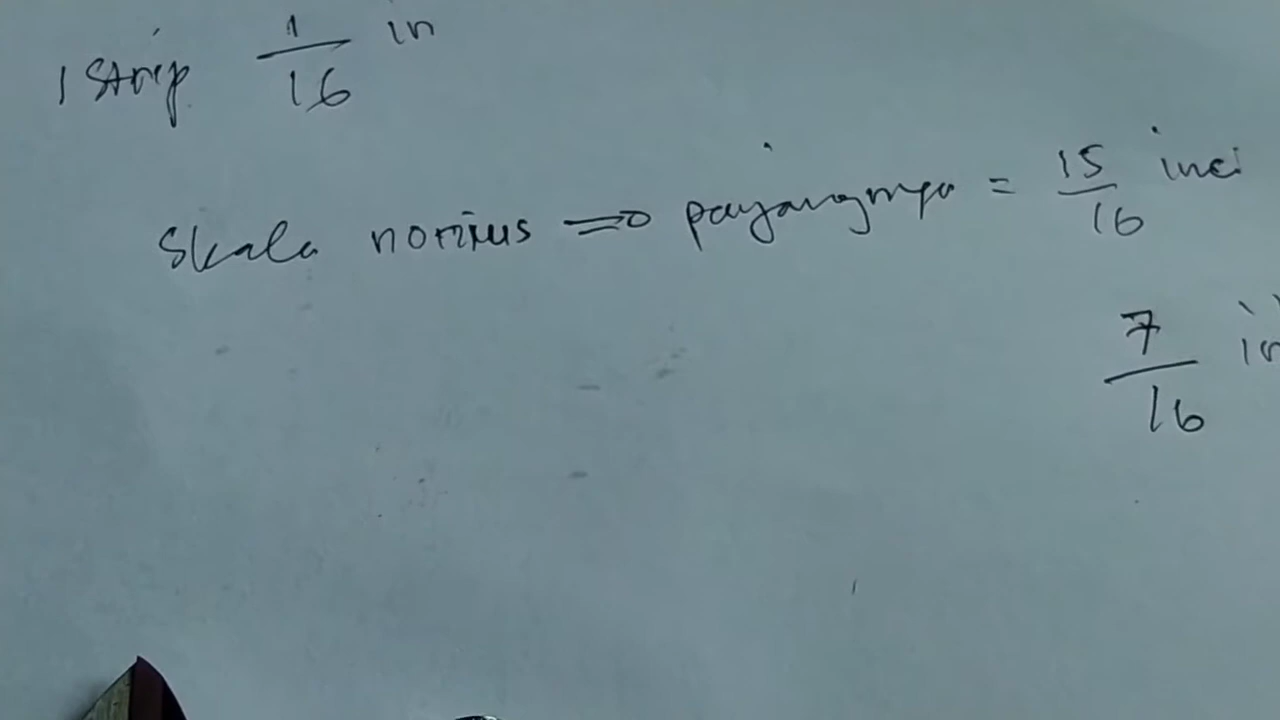 1 strip 1/16 in
Skala nonius => panjangnya = 15/16 inci
7/16 in